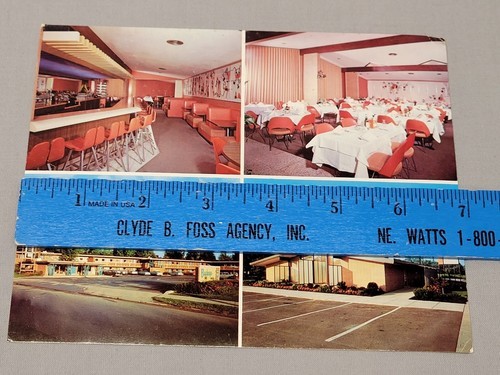 1 MADE IN USA 2 3 4 5 6 7
CLYDE B. FOSS AGENCY, INC. NE. WATTS 1-800-